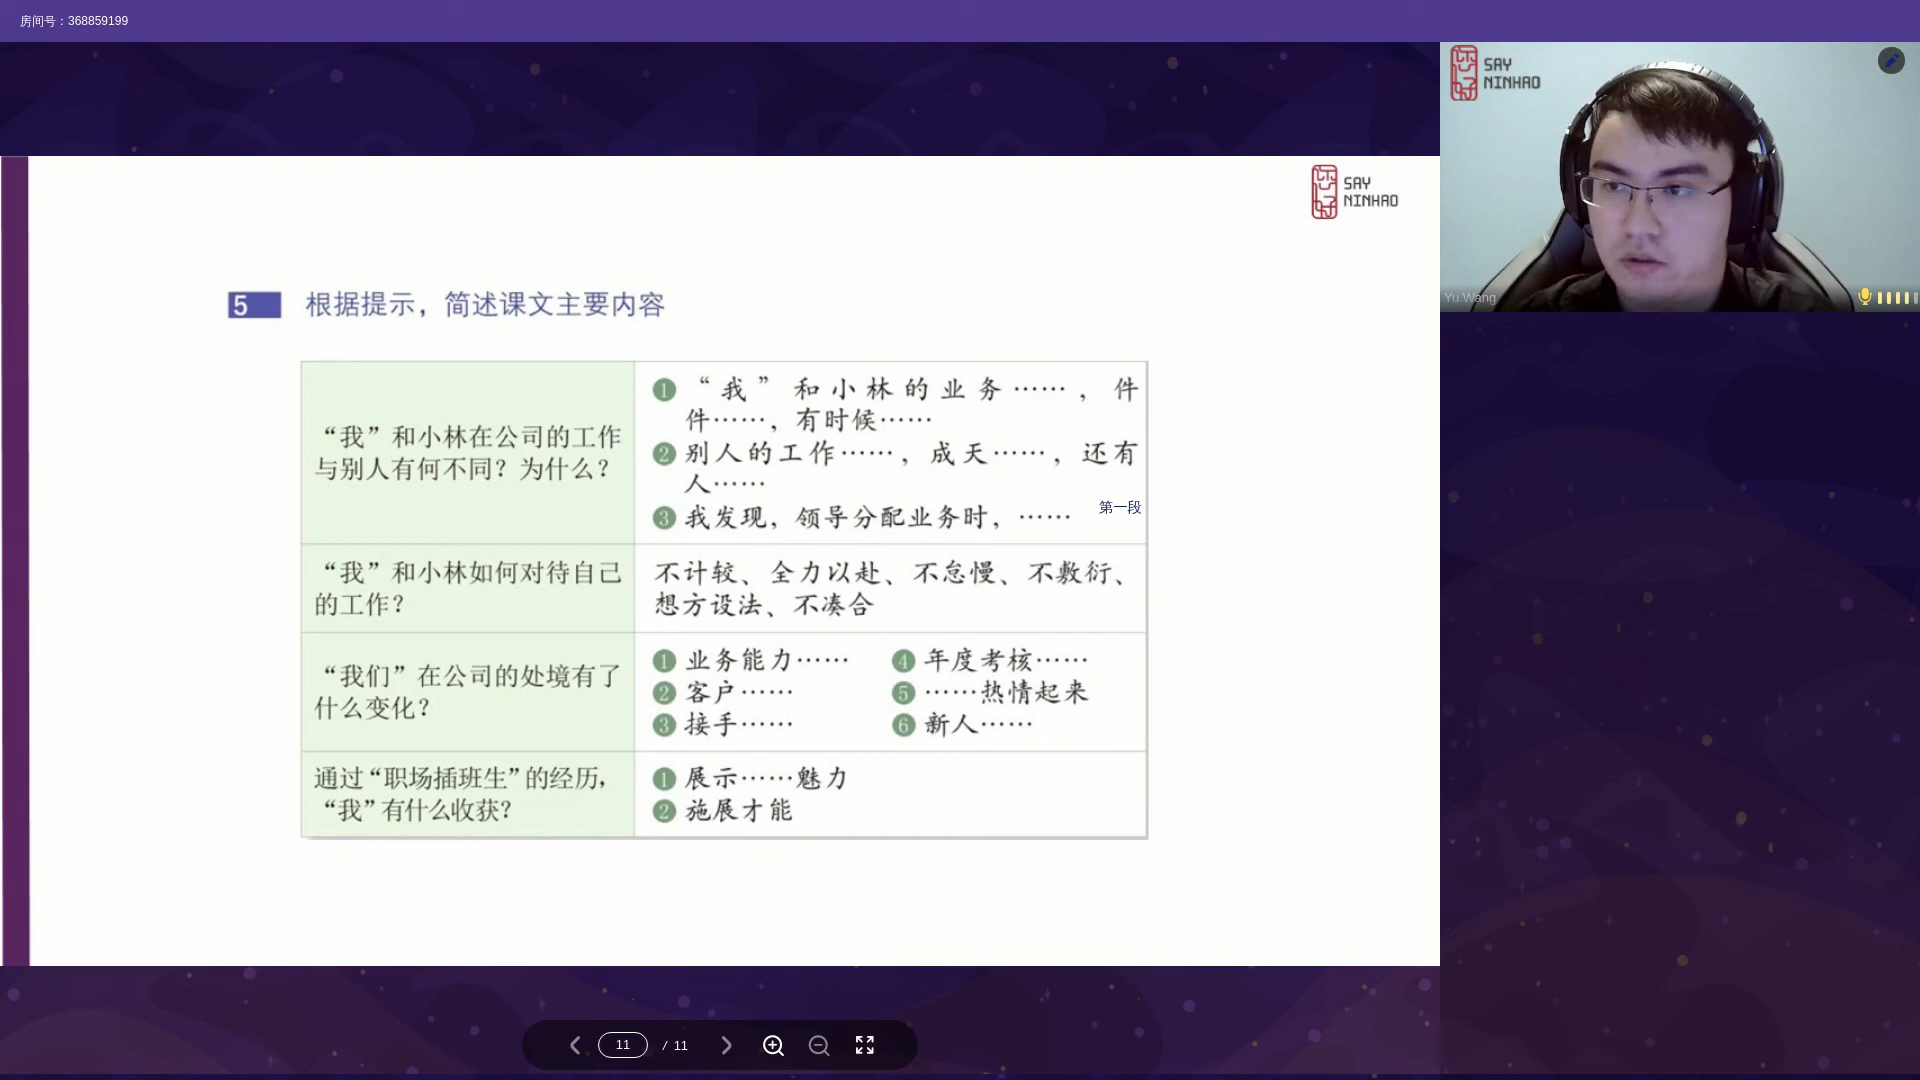 房间号：368859199
SAY
NINHAO
SAY
NINHAO
Yu.Wang
5 根据提示，简述课文主要内容
“我”和小林在公司的工作
与别人有何不同？为什么？
1 “我”和小林的业务……，件
件……，有时候……
2 别人的工作……，成天……，还有
人……
3 我发现，领导分配业务时，……
第一段
“我”和小林如何对待自己
的工作？
不计较、全力以赴、不怠慢、不敷衍、
想方设法、不凑合
“我们”在公司的处境有了
什么变化？
1 业务能力……
2 客户……
3 接手……
4 年度考核……
5 ……热情起来
6 新人……
通过“职场插班生”的经历，
“我”有什么收获？
1 展示……魅力
2 施展才能
11 / 11